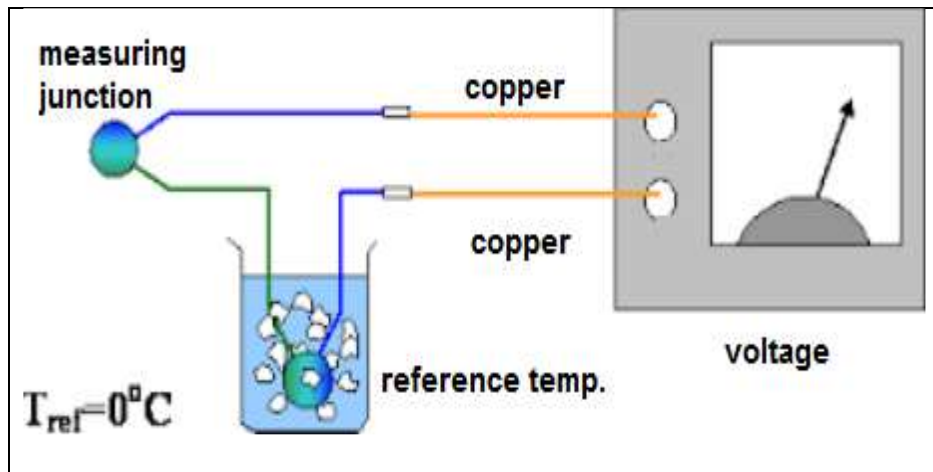 measuring
junction
copper
copper
voltage
reference temp.
Tref=0°C